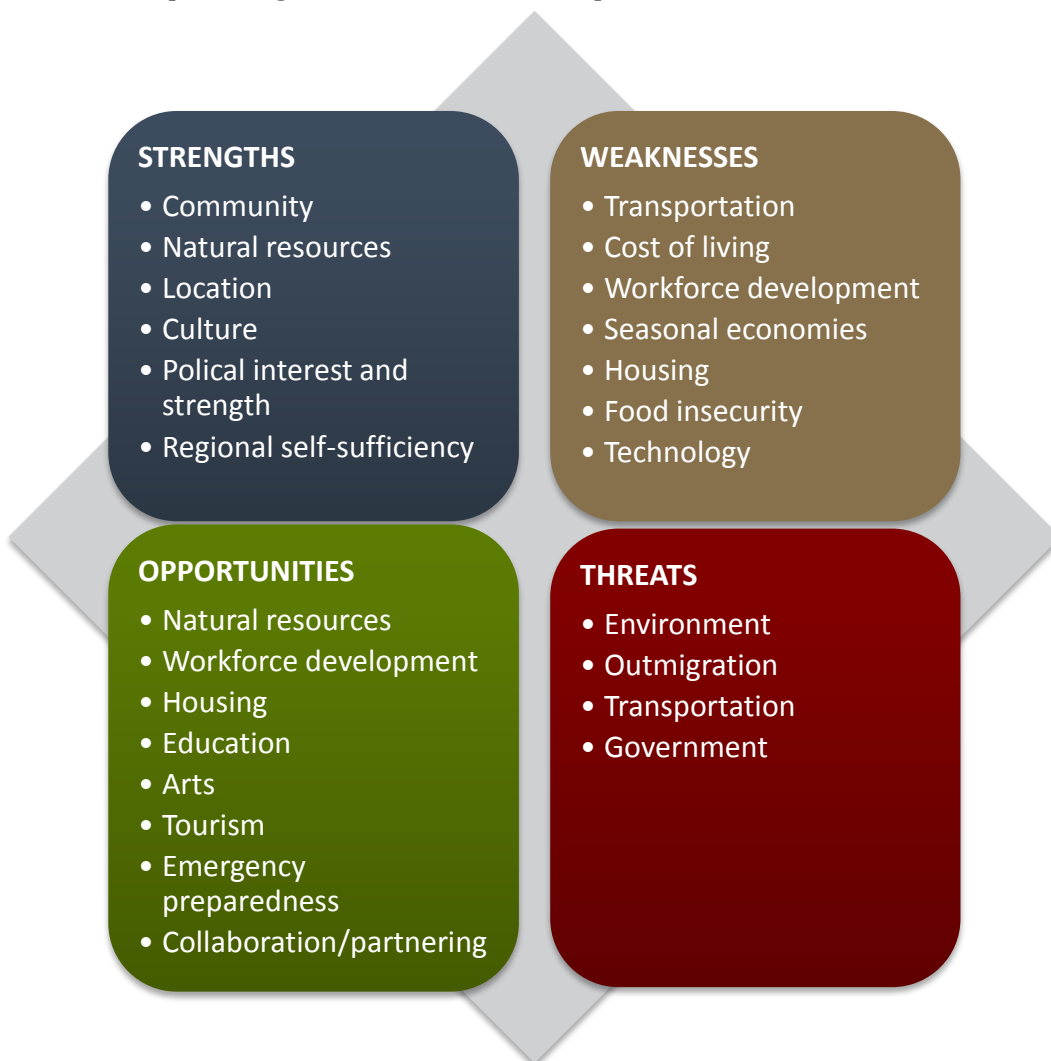 STRENGTHS
• Community
• Natural resources
• Location
• Culture
• Polical interest and
strength
• Regional self-sufficiency
WEAKNESSES
• Transportation
• Cost of living
• Workforce development
• Seasonal economies
• Housing
• Food insecurity
• Technology
OPPORTUNITIES
• Natural resources
• Workforce development
• Housing
• Education
• Arts
• Tourism
• Emergency
preparedness
• Collaboration/partnering
THREATS
• Environment
• Outmigration
• Transportation
• Government